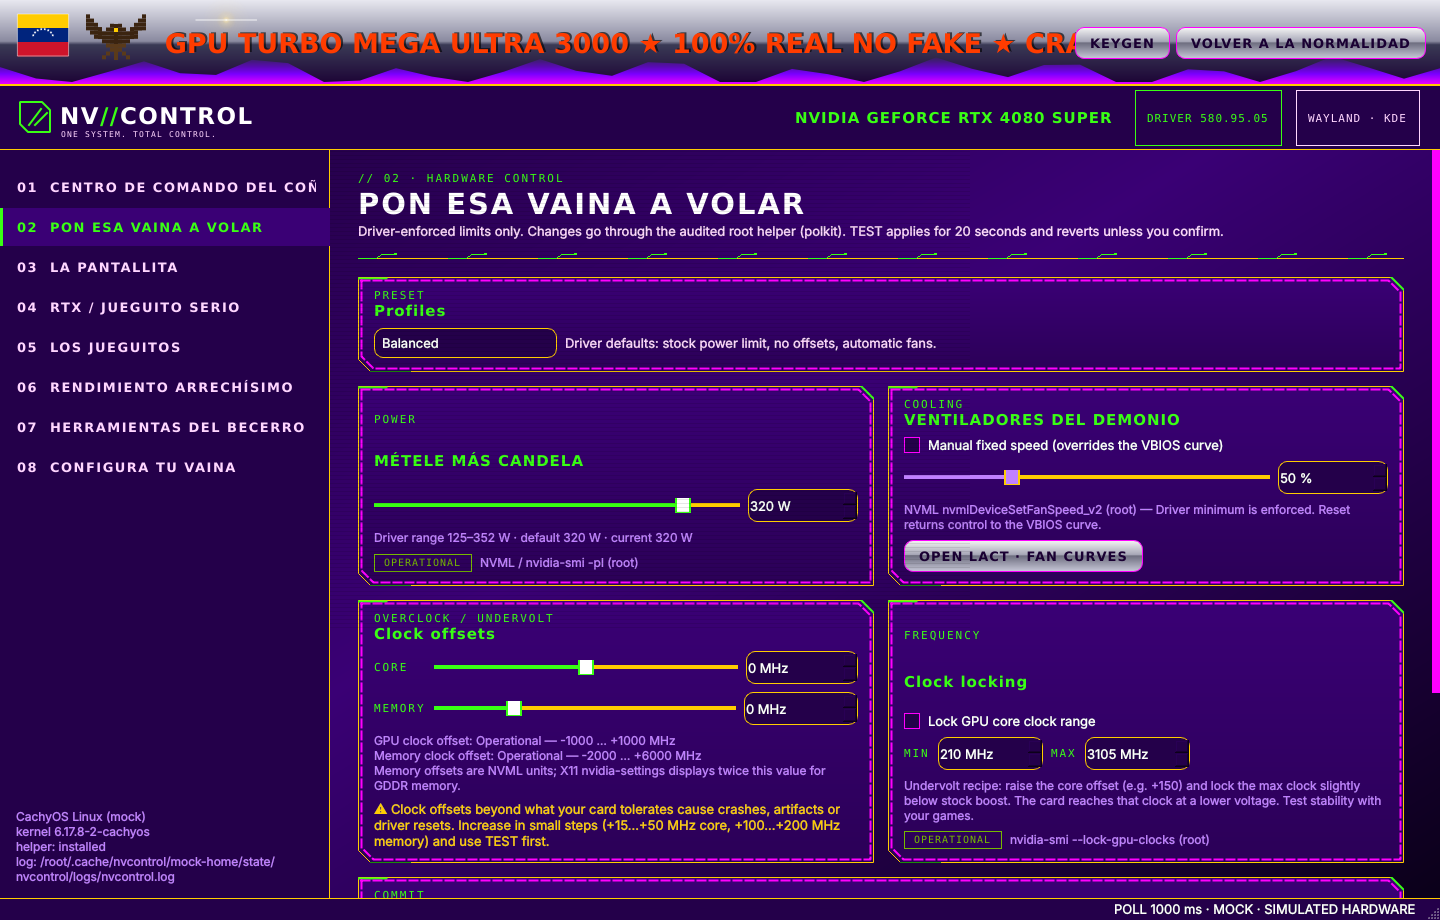 GPU TURBO MEGA ULTRA 3000 ★ 100% REAL NO FAKE ★ CRA
KEYGEN
VOLVER A LA NORMALIDAD
NV//CONTROL
ONE SYSTEM. TOTAL CONTROL.
NVIDIA GEFORCE RTX 4080 SUPER
DRIVER 580.95.05
WAYLAND · KDE
01 CENTRO DE COMANDO DEL COÑ
02 PON ESA VAINA A VOLAR
03 LA PANTALLITA
04 RTX / JUEGUITO SERIO
05 LOS JUEGUITOS
06 RENDIMIENTO ARRECHÍSIMO
07 HERRAMIENTAS DEL BECERRO
08 CONFIGURA TU VAINA
CachyOS Linux (mock)
kernel 6.17.8-2-cachyos
helper: installed
log: /root/.cache/nvcontrol/mock-home/state/
nvcontrol/logs/nvcontrol.log
// 02 · HARDWARE CONTROL
PON ESA VAINA A VOLAR
Driver-enforced limits only. Changes go through the audited root helper (polkit). TEST applies for 20 seconds and reverts unless you confirm.
PRESET
Profiles
Balanced
Driver defaults: stock power limit, no offsets, automatic fans.
POWER
MÉTELE MÁS CANDELA
320 W
Driver range 125–352 W · default 320 W · current 320 W
OPERATIONAL NVML / nvidia-smi -pl (root)
COOLING
VENTILADORES DEL DEMONIO
Manual fixed speed (overrides the VBIOS curve)
50 %
NVML nvmlDeviceSetFanSpeed_v2 (root) — Driver minimum is enforced. Reset
returns control to the VBIOS curve.
OPEN LACT · FAN CURVES
OVERCLOCK / UNDERVOLT
Clock offsets
CORE 0 MHz
MEMORY 0 MHz
GPU clock offset: Operational — -1000 … +1000 MHz
Memory clock offset: Operational — -2000 … +6000 MHz
Memory offsets are NVML units; X11 nvidia-settings displays twice this value for
GDDR memory.
⚠ Clock offsets beyond what your card tolerates cause crashes, artifacts or
driver resets. Increase in small steps (+15…+50 MHz core, +100…+200 MHz
memory) and use TEST first.
FREQUENCY
Clock locking
Lock GPU core clock range
MIN 210 MHz MAX 3105 MHz
Undervolt recipe: raise the core offset (e.g. +150) and lock the max clock slightly
below stock boost. The card reaches that clock at a lower voltage. Test stability with
your games.
OPERATIONAL nvidia-smi --lock-gpu-clocks (root)
COMMIT
POLL 1000 ms · MOCK · SIMULATED HARDWARE